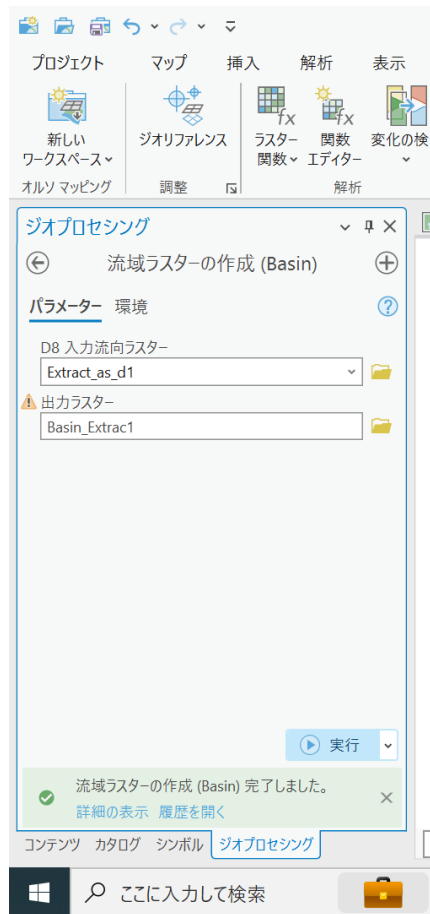 プロジェクト マップ 挿入 解析 表示
新しい
ワークスペース
ジオリファレンス
ラスター
関数
関数
エディター
変化の検
オルソ マッピング 調整 解析
ジオプロセシング
流域ラスターの作成 (Basin)
パラメーター 環境
D8 入力流向ラスター
Extract_as_d1
出力ラスター
Basin_Extrac1
実行
流域ラスターの作成 (Basin) 完了しました。
詳細の表示 履歴を開く
コンテンツ カタログ シンボル ジオプロセシング
ここに入力して検索